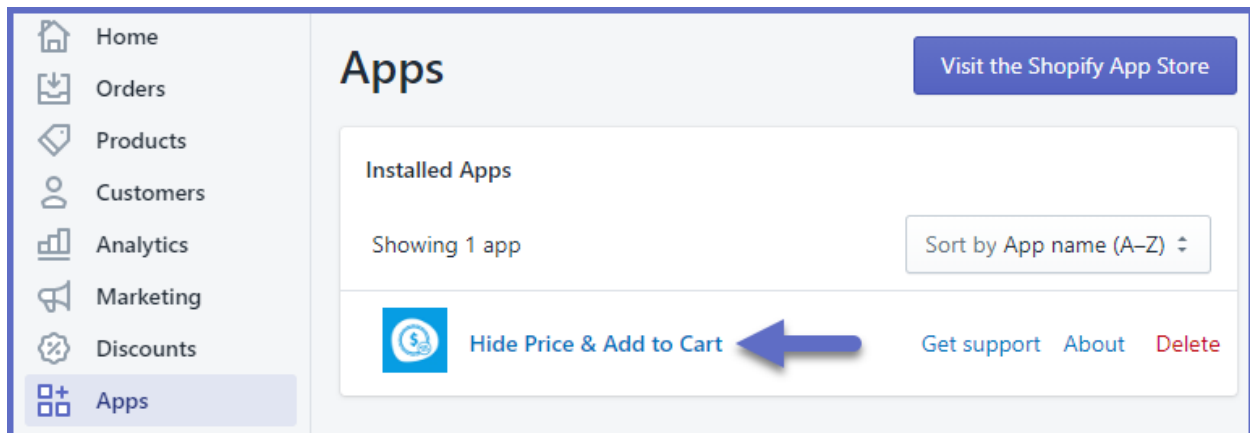 Home
Orders
Products
Customers
Analytics
Marketing
Discounts
Apps
Apps
Visit the Shopify App Store
Installed Apps
Showing 1 app
Sort by App name (A–Z)
Hide Price & Add to Cart
Get support About Delete